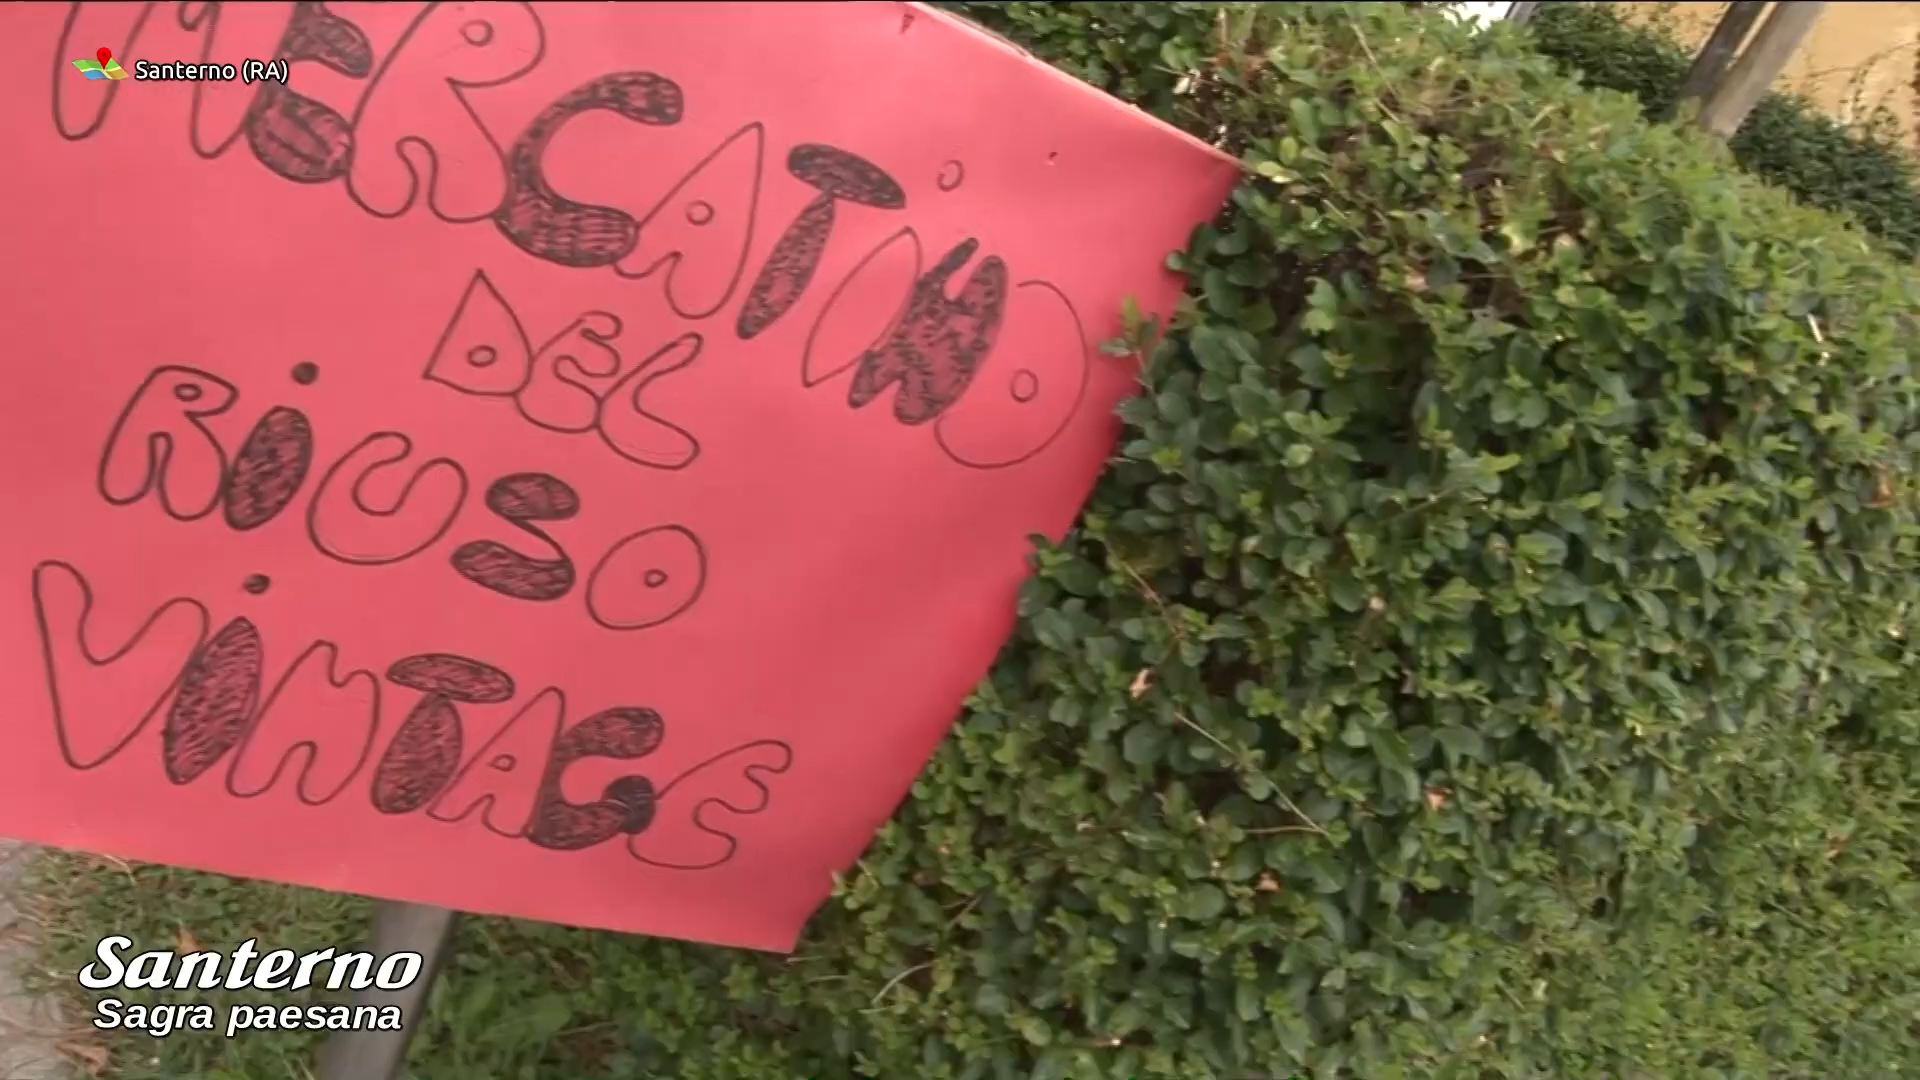 Santerno (RA)
MERCATINO
DEL
RIUSO
VINTAGE
Santerno
Sagra paesana